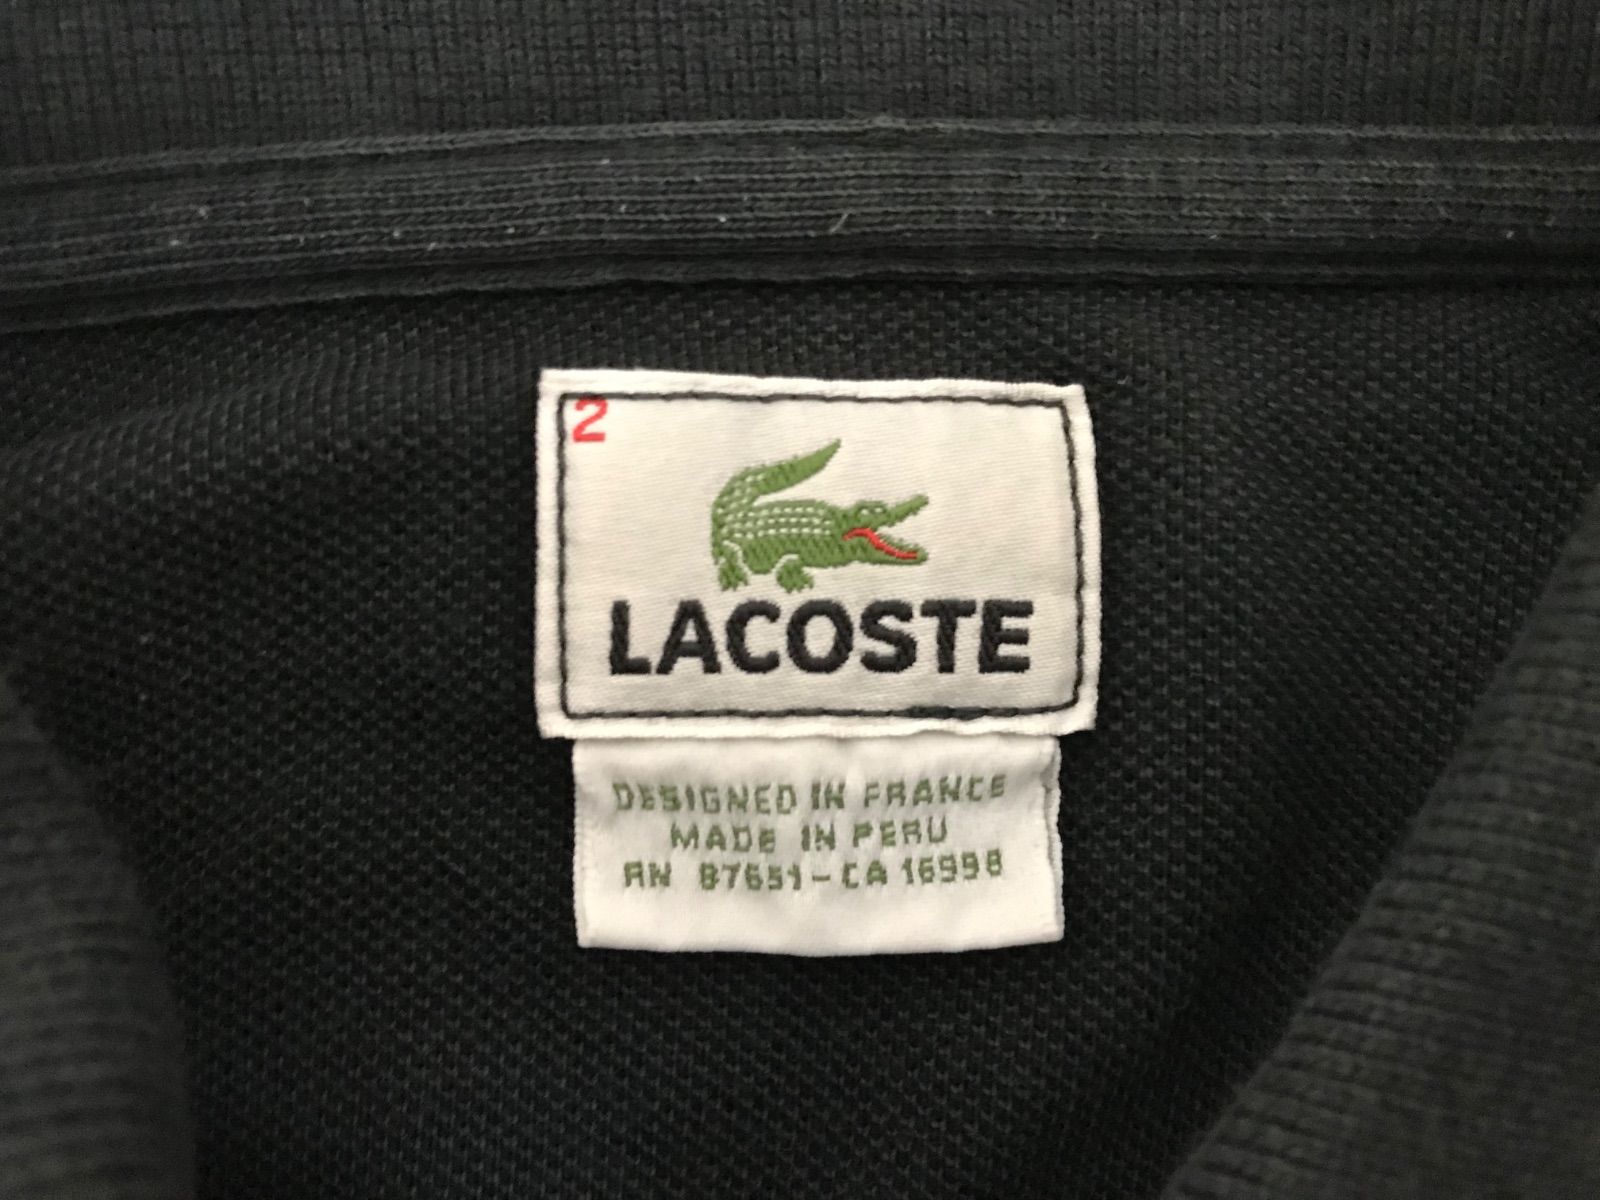 2
LACOSTE
DESIGNED IN FRANCE
MADE IN PERU
RN 87651-CA 16998